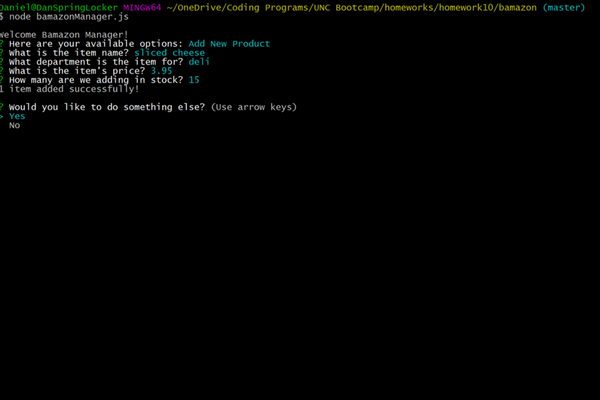 Daniel@DanSpringLocker MINGW64 ~/OneDrive/Coding Programs/UNC Bootcamp/homeworks/homework10/bamazon (master)
$ node bamazonManager.js
Welcome Bamazon Manager!
? Here are your available options: Add New Product
? What is the item name? sliced cheese
? What department is the item for? deli
? What is the item's price? 3.95
? How many are we adding in stock? 15
1 item added successfully!
? Would you like to do something else? (Use arrow keys)
> Yes
No